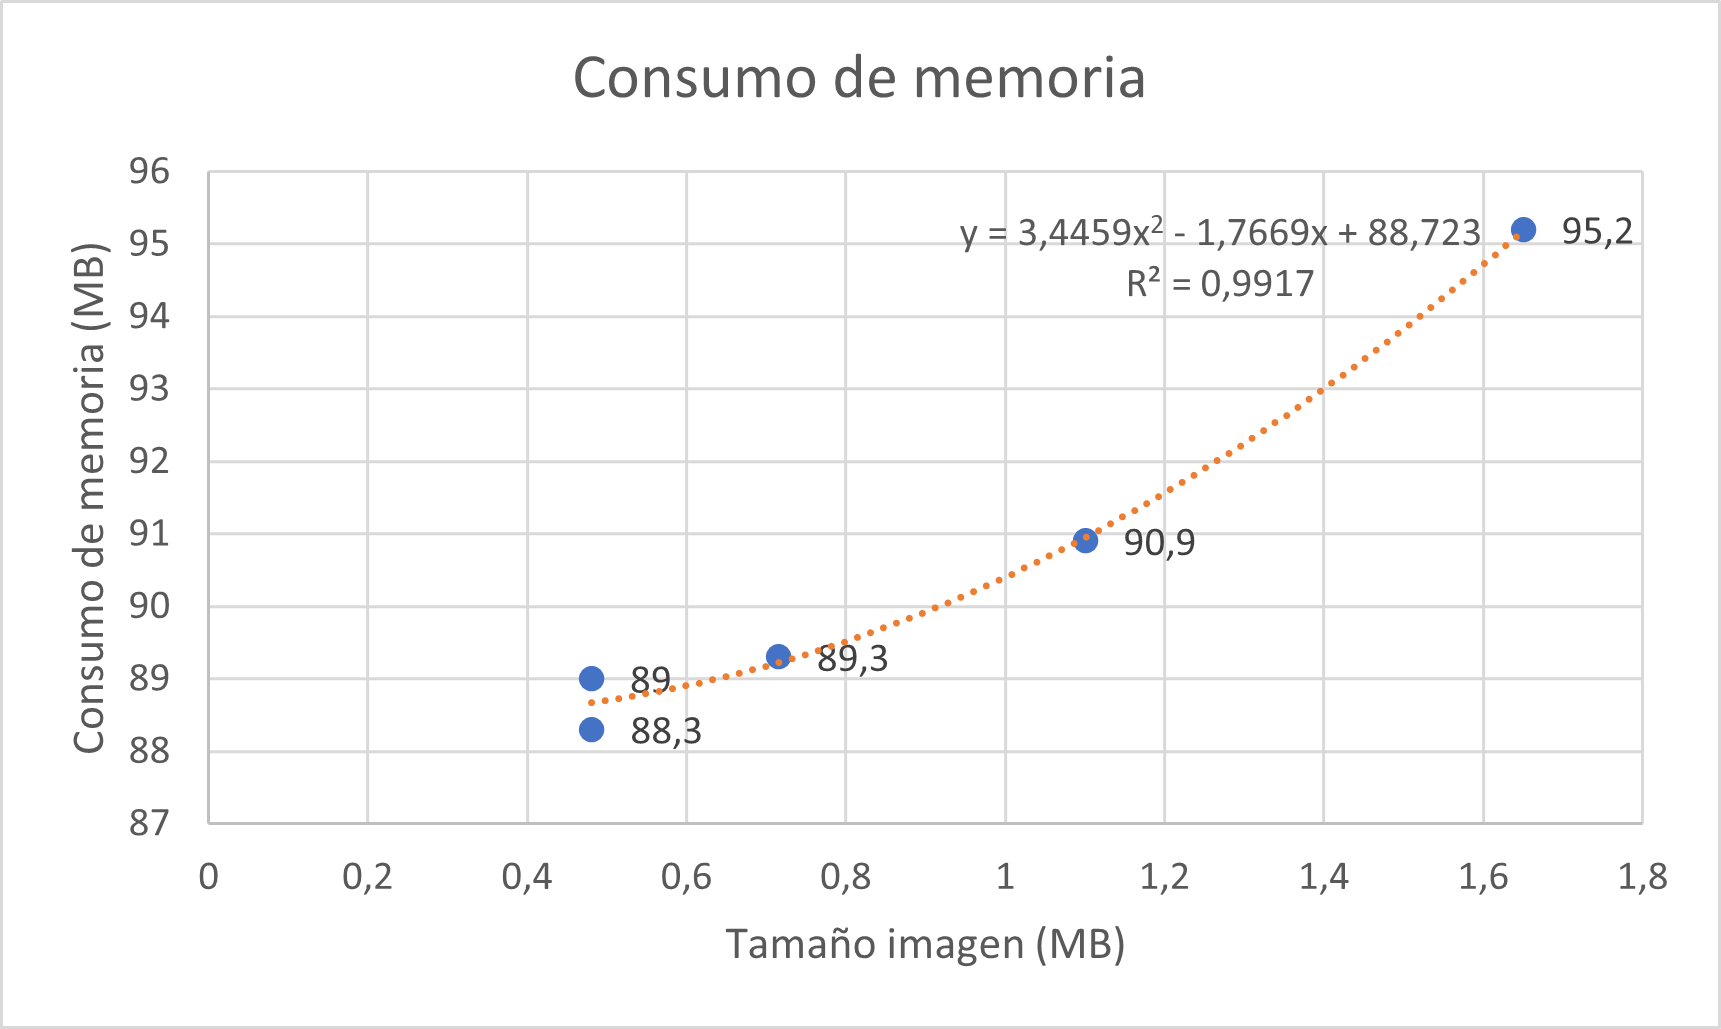 Consumo de memoria
Consumo de memoria (MB)
96
95
94
93
92
91
90
89
88
87
y = 3,4459x² - 1,7669x + 88,723
R² = 0,9917
95,2
90,9
89,3
89
88,3
0 0,2 0,4 0,6 0,8 1 1,2 1,4 1,6 1,8
Tamaño imagen (MB)